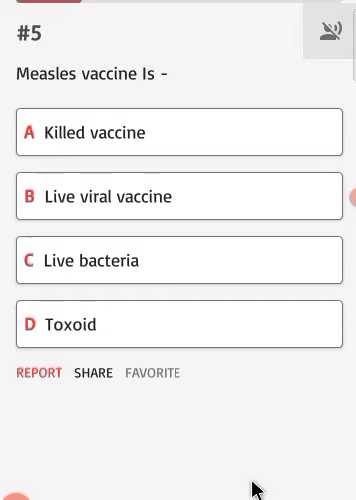 #5
Measles vaccine Is -
A Killed vaccine
B Live viral vaccine
C Live bacteria
D Toxoid
REPORT SHARE FAVORITE